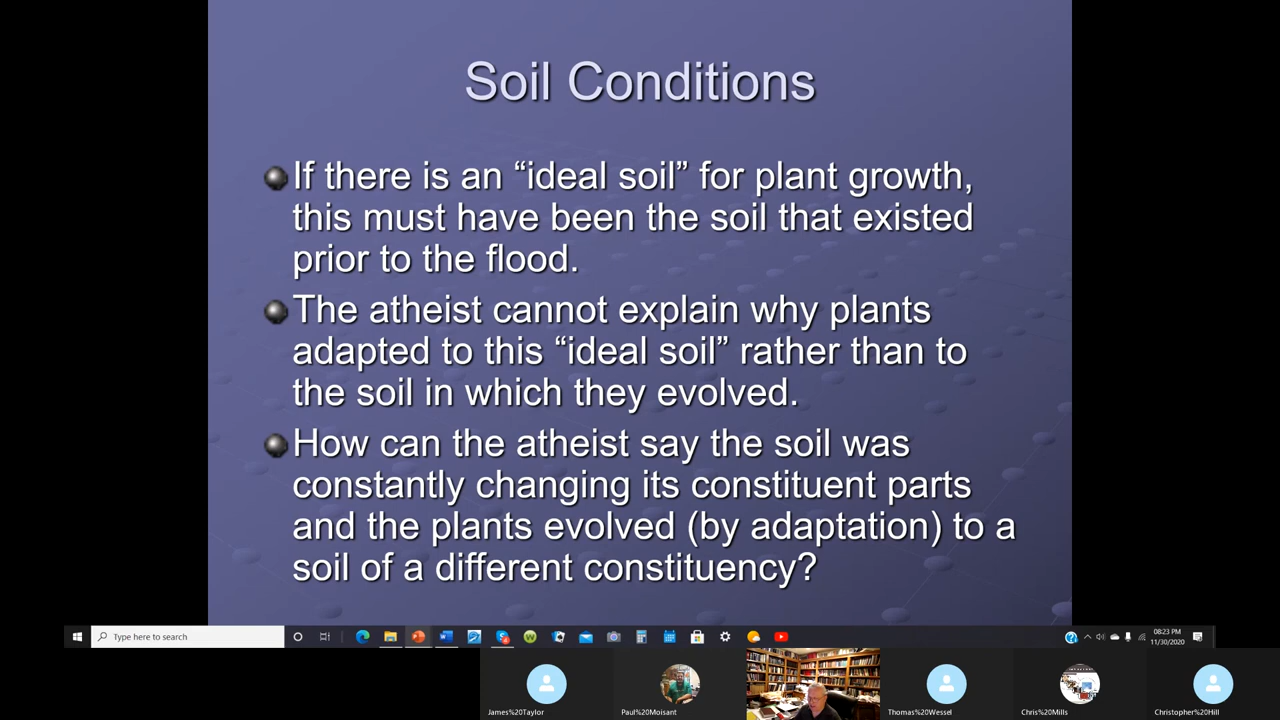 Soil Conditions
If there is an “ideal soil” for plant growth,
this must have been the soil that existed
prior to the flood.
The atheist cannot explain why plants
adapted to this “ideal soil” rather than to
the soil in which they evolved.
How can the atheist say the soil was
constantly changing its constituent parts
and the plants evolved (by adaptation) to a
soil of a different constituency?
Type here to search
08:23 PM
11/30/2020
James%20Taylor
Paul%20Moisant
Thomas%20Wessel
Chris%20Mills
Christopher%20Hill